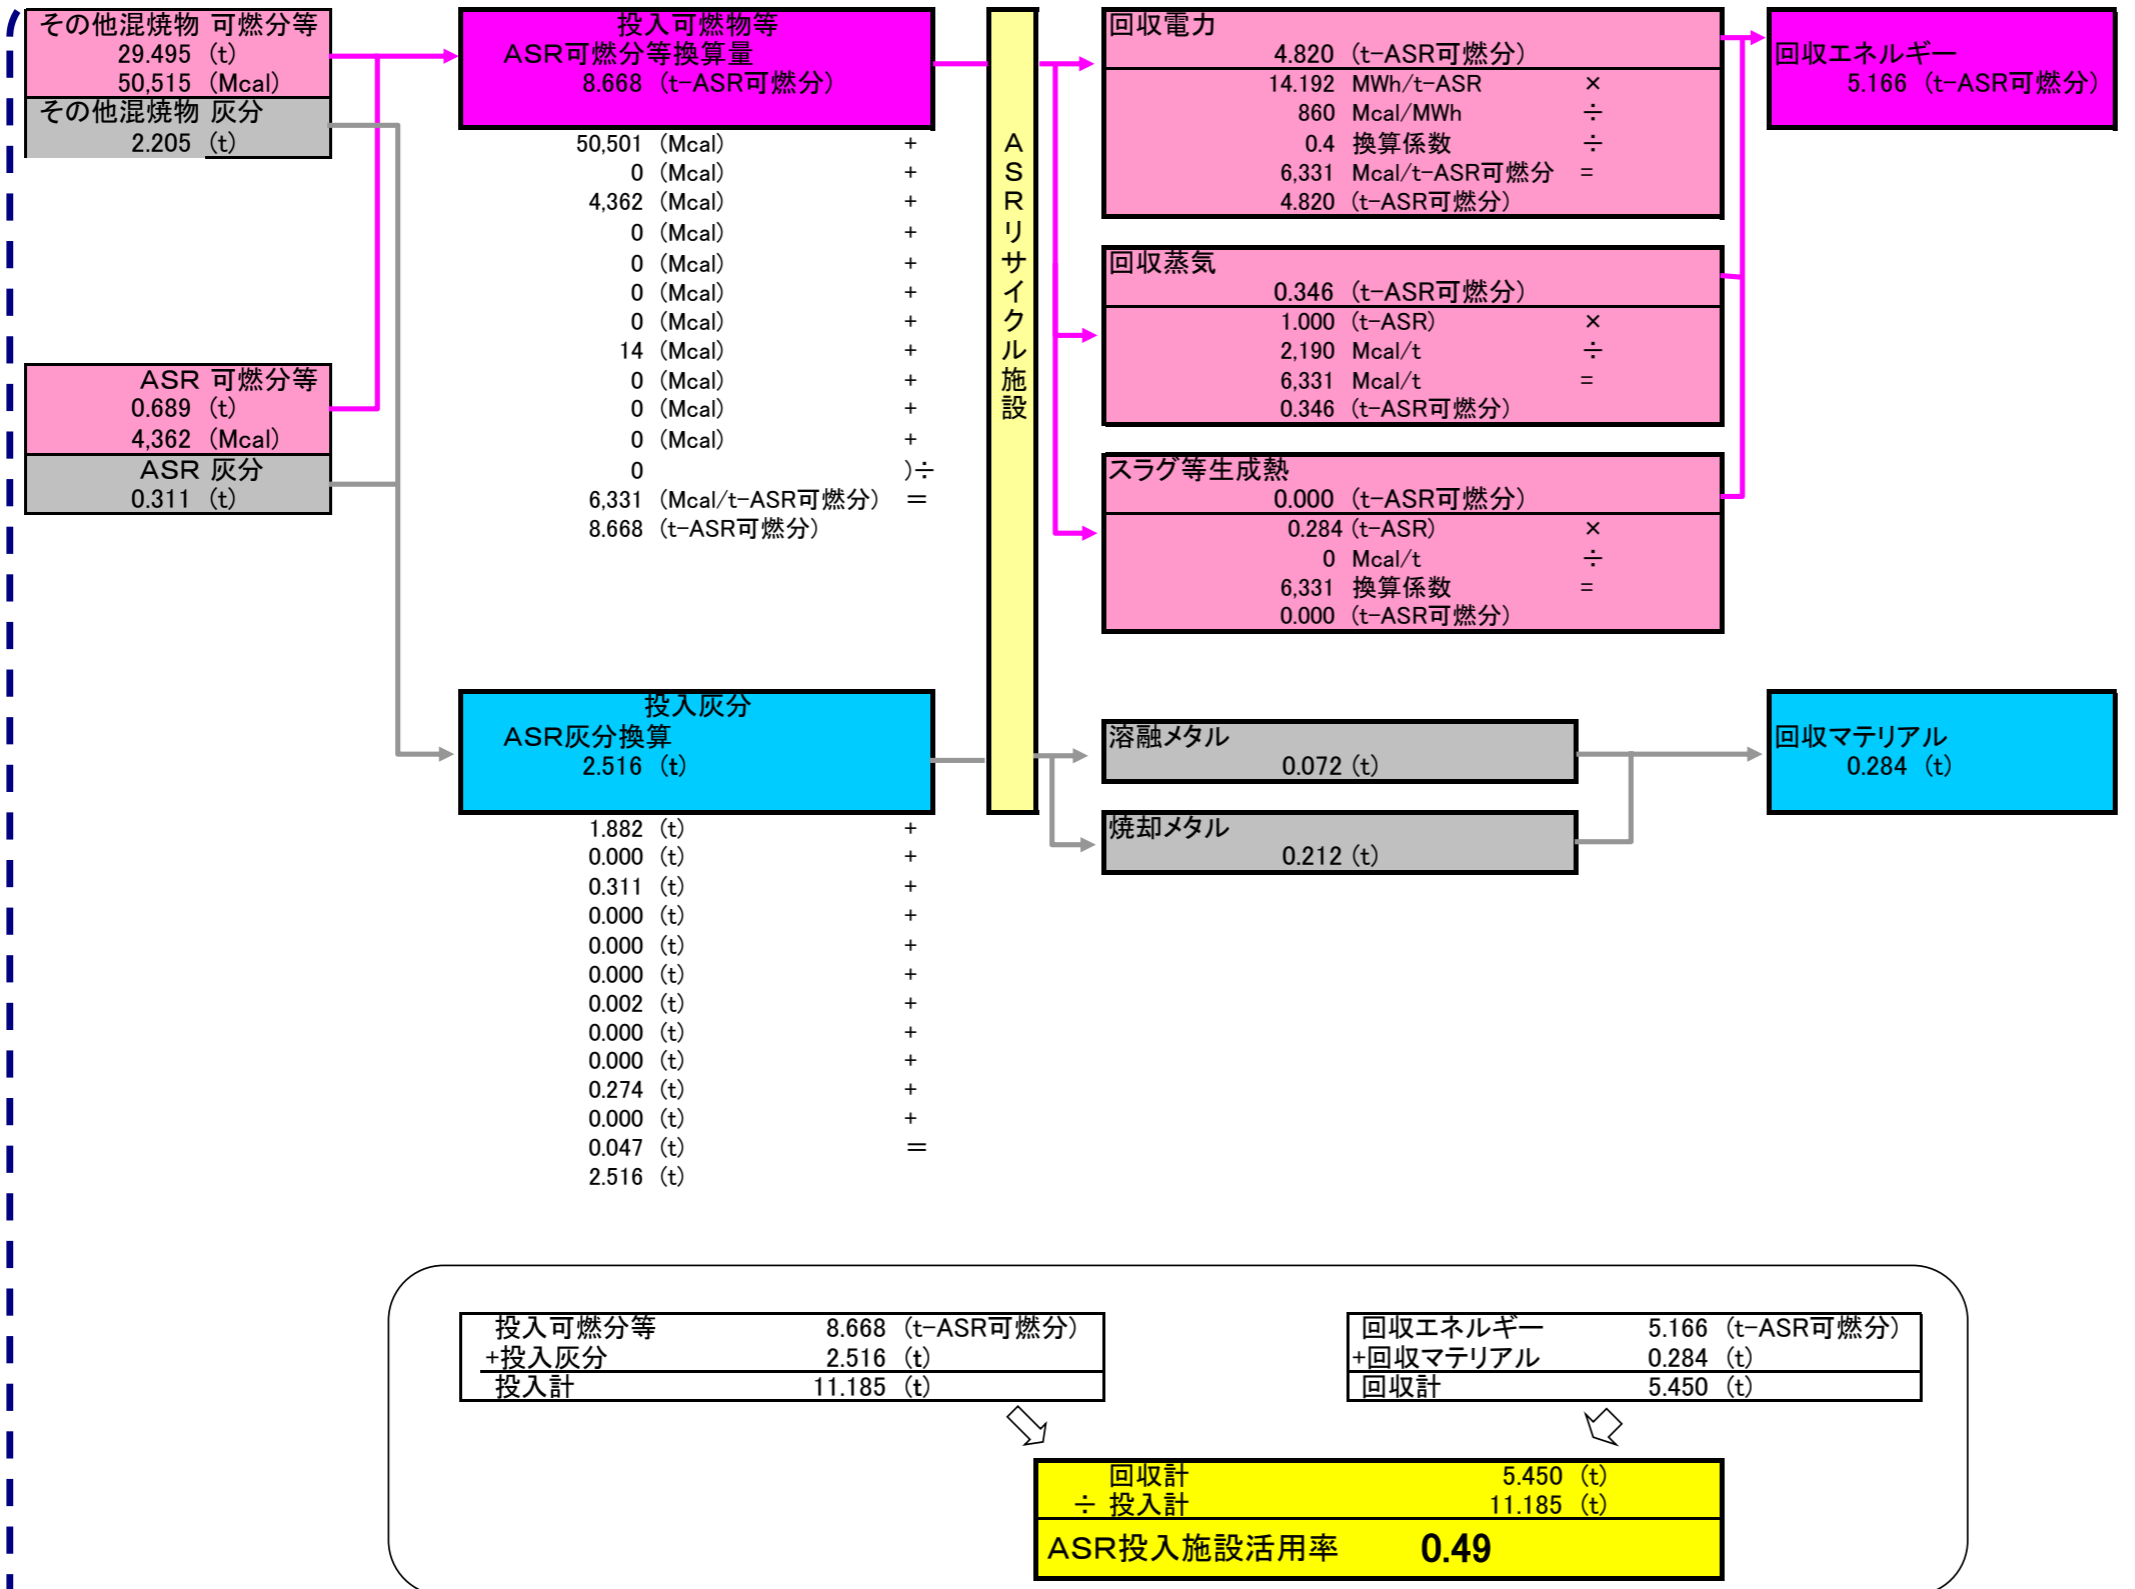 その他混焼物 可燃分等
29.495 (t)
50,515 (Mcal)
その他混焼物 灰分
2.205 (t)
ASR 可燃分等
0.689 (t)
4,362 (Mcal)
ASR 灰分
0.311 (t)
投入可燃物等
ASR可燃分等換算量
8.668 (t-ASR可燃分)
50,501 (Mcal) +
0 (Mcal) +
4,362 (Mcal) +
0 (Mcal) +
0 (Mcal) +
0 (Mcal) +
0 (Mcal) +
14 (Mcal) +
0 (Mcal) +
0 (Mcal) +
0 (Mcal) +
0 )÷
6,331 (Mcal/t-ASR可燃分) =
8.668 (t-ASR可燃分)
投入灰分
ASR灰分換算
2.516 (t)
1.882 (t) +
0.000 (t) +
0.311 (t) +
0.000 (t) +
0.000 (t) +
0.000 (t) +
0.002 (t) +
0.000 (t) +
0.000 (t) +
0.274 (t) +
0.000 (t) +
0.047 (t) =
2.516 (t)
ASRリサイクル施設
回収電力
4.820 (t-ASR可燃分)
14.192 MWh/t-ASR ×
860 Mcal/MWh ÷
0.4 換算係数 ÷
6,331 Mcal/t-ASR可燃分 =
4.820 (t-ASR可燃分)
回収蒸気
0.346 (t-ASR可燃分)
1.000 (t-ASR) ×
2,190 Mcal/t ÷
6,331 Mcal/t =
0.346 (t-ASR可燃分)
スラグ等生成熱
0.000 (t-ASR可燃分)
0.284 (t-ASR) ×
0 Mcal/t ÷
6,331 換算係数 =
0.000 (t-ASR可燃分)
溶融メタル
0.072 (t)
焼却メタル
0.212 (t)
回収エネルギー
5.166 (t-ASR可燃分)
回収マテリアル
0.284 (t)
投入可燃分等 8.668 (t-ASR可燃分)
+投入灰分 2.516 (t)
投入計 11.185 (t)
回収エネルギー 5.166 (t-ASR可燃分)
+回収マテリアル 0.284 (t)
回収計 5.450 (t)
回収計 5.450 (t)
÷ 投入計 11.185 (t)
ASR投入施設活用率 0.49